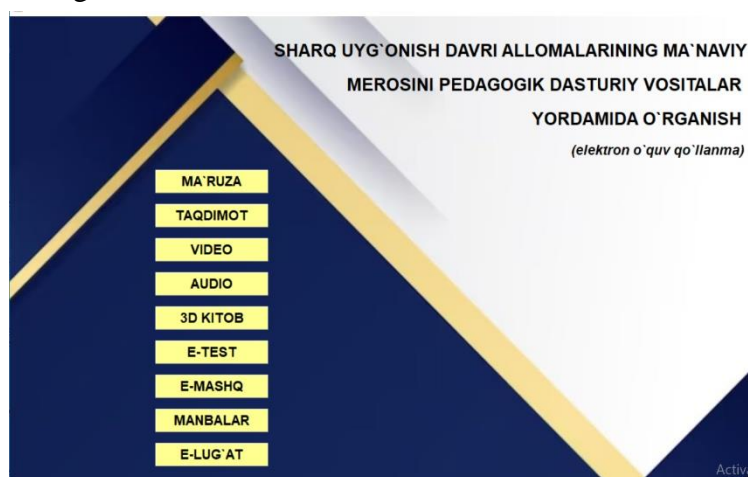 SHARQ UYG`ONISH DAVRI ALLOMALARINING MA`NAVIY
MEROSINI PEDAGOGIK DASTURIY VOSITALAR
YORDAMIDA O`RGANISH
(elektron o`quv qo`llanma)
MA`RUZA
TAQDIMOT
VIDEO
AUDIO
3D KITOB
E-TEST
E-MASHQ
MANBALAR
E-LUG`AT
Activa